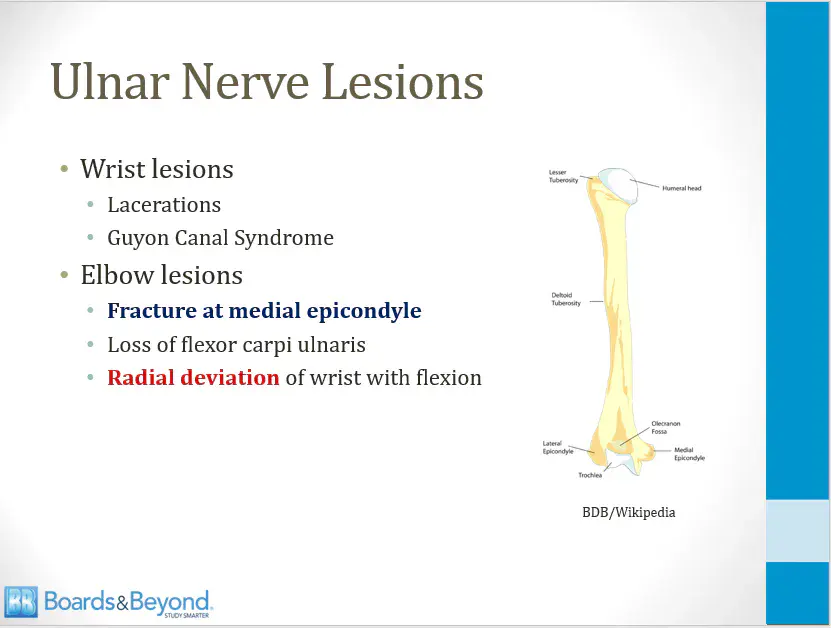 Ulnar Nerve Lesions
• Wrist lesions
• Lacerations
• Guyon Canal Syndrome
• Elbow lesions
• Fracture at medial epicondyle
• Loss of flexor carpi ulnaris
• Radial deviation of wrist with flexion
Lesser
Tuberosity
Humeral head
Deltoid
Tuberosity
Olecranon
Fossa
Lateral
Epicondyle
Medial
Epicondyle
Trochlea
BDB/Wikipedia
BB Boards&Beyond.
STUDY SMARTER